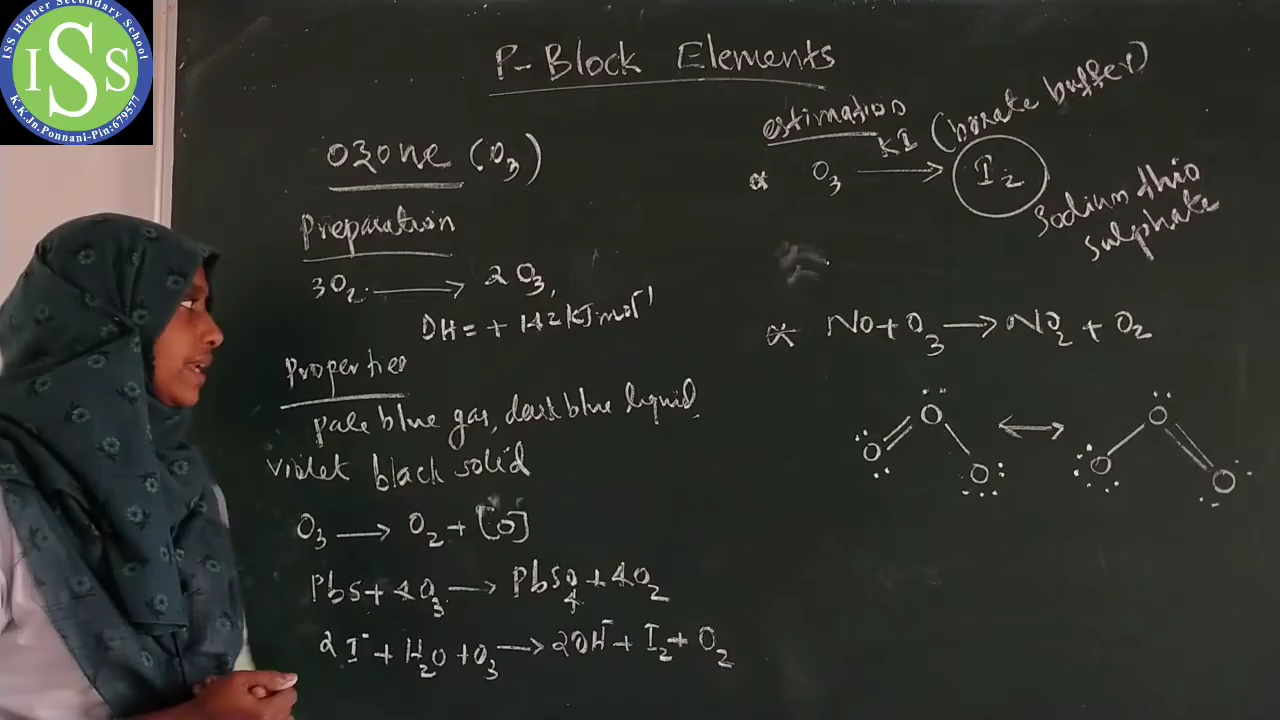 ISS Higher Secondary School
ISS
K.K.Jn.Ponnani-Pin:679577
P-Block Elements
ozone (O₃)
Preparation
3O₂ ⟶ 2O₃,
DH = + 142 kJ mol⁻¹
Properties
pale blue gas, dark blue liquid
violet black solid
O₃ ⟶ O₂ + [O]
PbS + 4O₃ ⟶ PbSO₄ + 4O₂
2I⁻ + H₂O + O₃ ⟶ 2OH⁻ + I₂ + O₂
estimation
* O₃ ⟶ I₂
KI (borate buffer)
Sodium thio
sulphate
* NO + O₃ ⟶ NO₂ + O₂
O = O – O ⟷ O – O = O